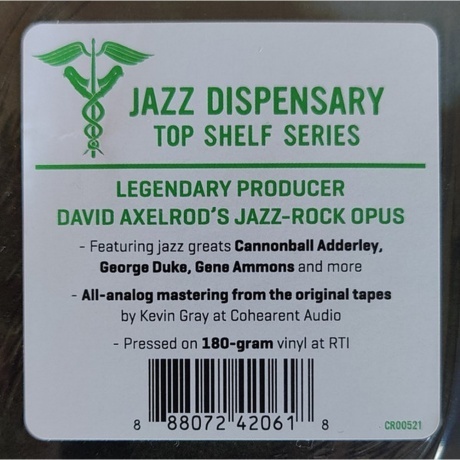 JAZZ DISPENSARY
TOP SHELF SERIES
LEGENDARY PRODUCER
DAVID AXELROD'S JAZZ-ROCK OPUS
- Featuring jazz greats Cannonball Adderley,
George Duke, Gene Ammons and more
- All-analog mastering from the original tapes
by Kevin Gray at Cohearent Audio
- Pressed on 180-gram vinyl at RTI
8 88072 42061 8
CR00521